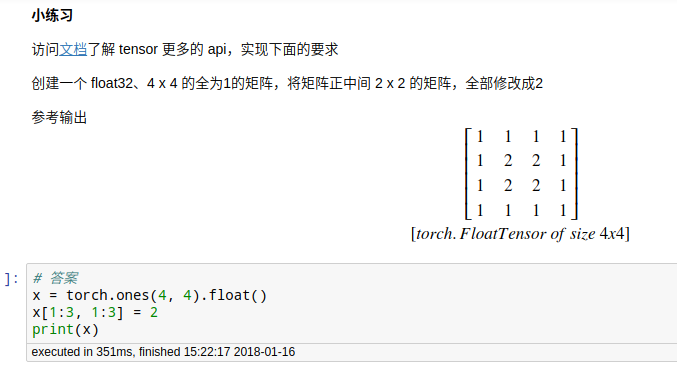 小练习
访问文档了解 tensor 更多的 api，实现下面的要求
创建一个 float32、4 x 4 的全为1的矩阵，将矩阵正中间 2 x 2 的矩阵，全部修改成2
参考输出
1 1 1 1
1 2 2 1
1 2 2 1
1 1 1 1
[torch.FloatTensor of size 4x4]
]: # 答案
x = torch.ones(4, 4).float()
x[1:3, 1:3] = 2
print(x)
executed in 351ms, finished 15:22:17 2018-01-16